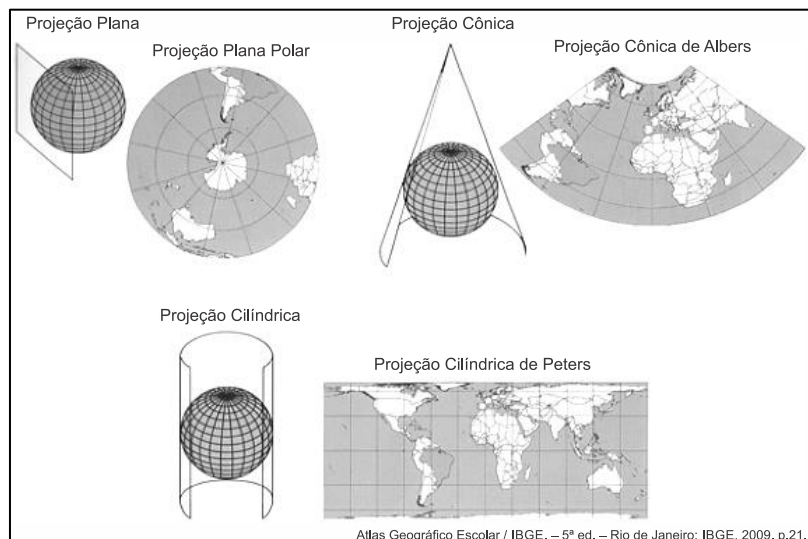 Projeção Plana
Projeção Plana Polar
Projeção Cônica
Projeção Cônica de Albers
Projeção Cilíndrica
Projeção Cilíndrica de Peters
Atlas Geográfico Escolar / IBGE. – 5ª ed. – Rio de Janeiro: IBGE, 2009, p.21.